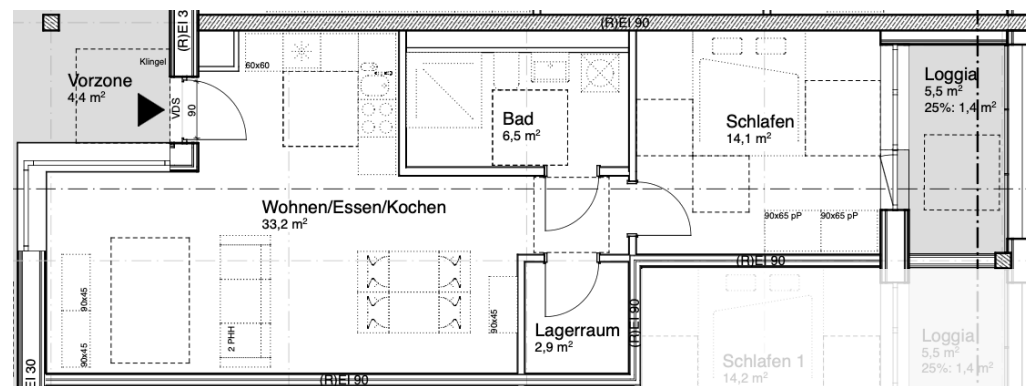 (R)EI 90
(R)EI 3
Klingel
Vorzone
4,4 m²
VDS
90
60x60
Bad
6,5 m²
Schlafen
14,1 m²
Loggia
5,5 m²
25%: 1,4 m²
Wohnen/Essen/Kochen
33,2 m²
90x65 pP
90x65 pP
(R)EI 90
90x45
90x45
2 PHH
90x45
Lagerraum
2,9 m²
(R)EI 90
Schlafen 1
14,2 m²
Loggia
5,5 m²
25%: 1,4 m²
EI 30
(R)EI 90